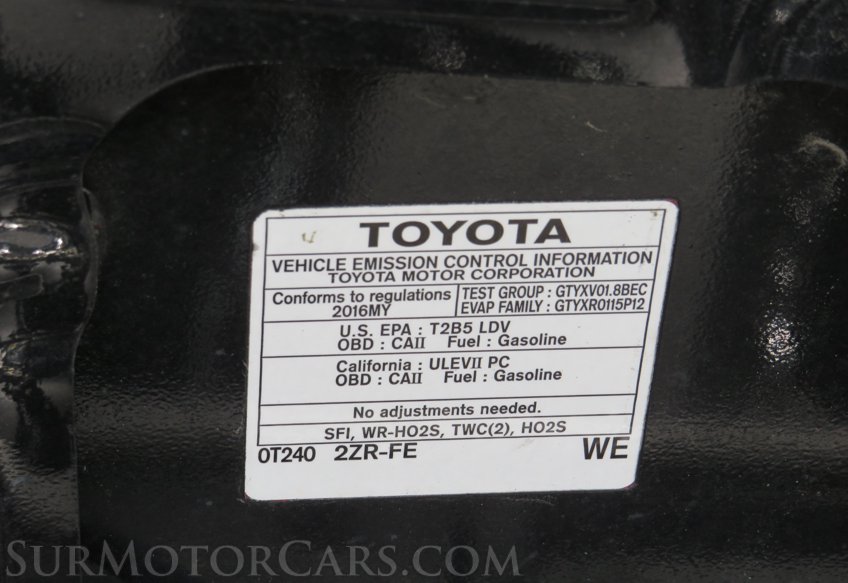 TOYOTA
VEHICLE EMISSION CONTROL INFORMATION
TOYOTA MOTOR CORPORATION
Conforms to regulations
2016MY
TEST GROUP : GTYXV01.8BEC
EVAP FAMILY : GTYXR0115P12
U.S. EPA : T2B5 LDV
OBD : CAII Fuel : Gasoline
California : ULEVII PC
OBD : CAII Fuel : Gasoline
No adjustments needed.
SFI, WR-HO2S, TWC(2), HO2S
0T240 2ZR-FE WE
SurMotorCars.com